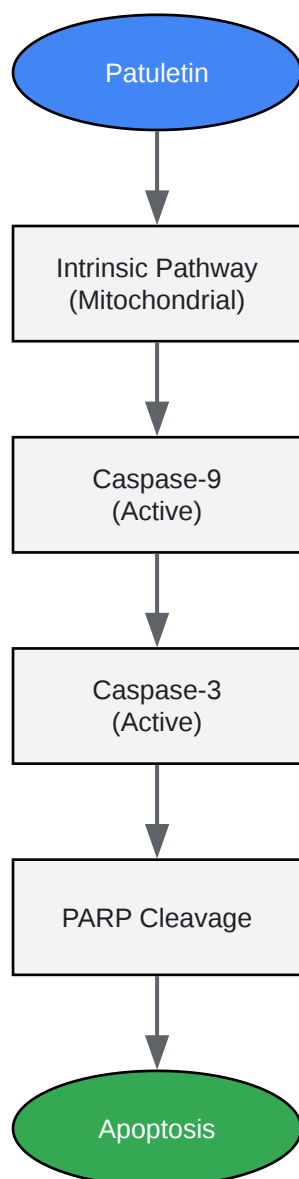 Patuletin
Intrinsic Pathway
(Mitochondrial)
Caspase-9
(Active)
Caspase-3
(Active)
PARP Cleavage
Apoptosis